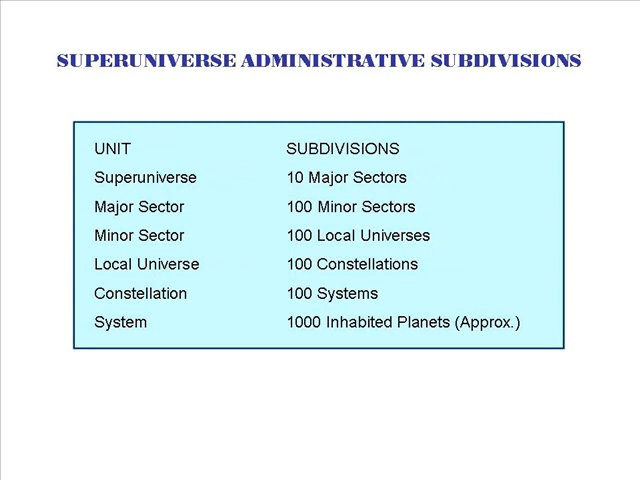 SUPERUNIVERSE ADMINISTRATIVE SUBDIVISIONS
UNIT SUBDIVISIONS
Superuniverse 10 Major Sectors
Major Sector 100 Minor Sectors
Minor Sector 100 Local Universes
Local Universe 100 Constellations
Constellation 100 Systems
System 1000 Inhabited Planets (Approx.)